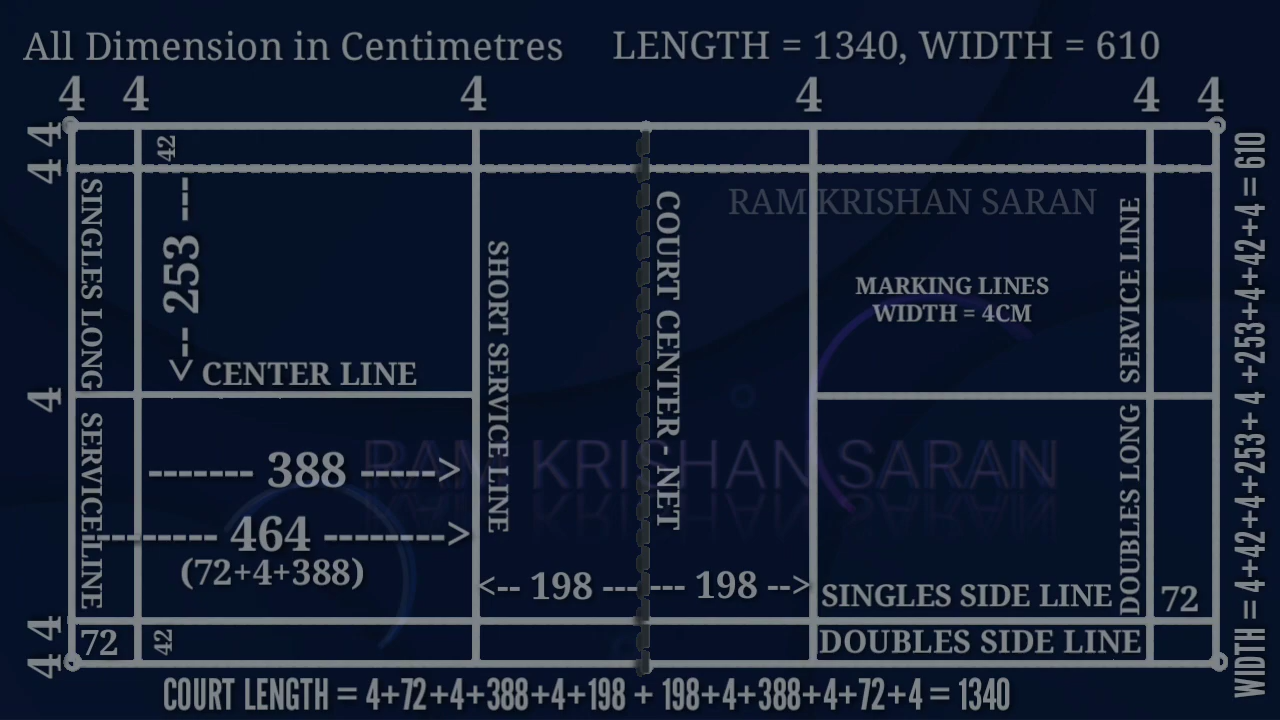 All Dimension in Centimetres
LENGTH = 1340, WIDTH = 610
4 4 4 4 4 4
4
4
42
SINGLES LONG
<-- 253 ---
CENTER LINE
SHORT SERVICE LINE
COURT CENTER - NET
RAM KRISHAN SARAN
MARKING LINES
WIDTH = 4CM
SERVICE LINE
WIDTH = 4+42+4+253+4+253+4+42+4 = 610
4
SERVICE LINE
------- 388 ----->
RAM KRISHAN SARAN
--------- 464 -------->
(72+4+388)
<-- 198 ---
--- 198 -->
SINGLES SIDE LINE
DOUBLES LONG
72
4
4
72
42
DOUBLES SIDE LINE
COURT LENGTH = 4+72+4+388+4+198 + 198+4+388+4+72+4 = 1340